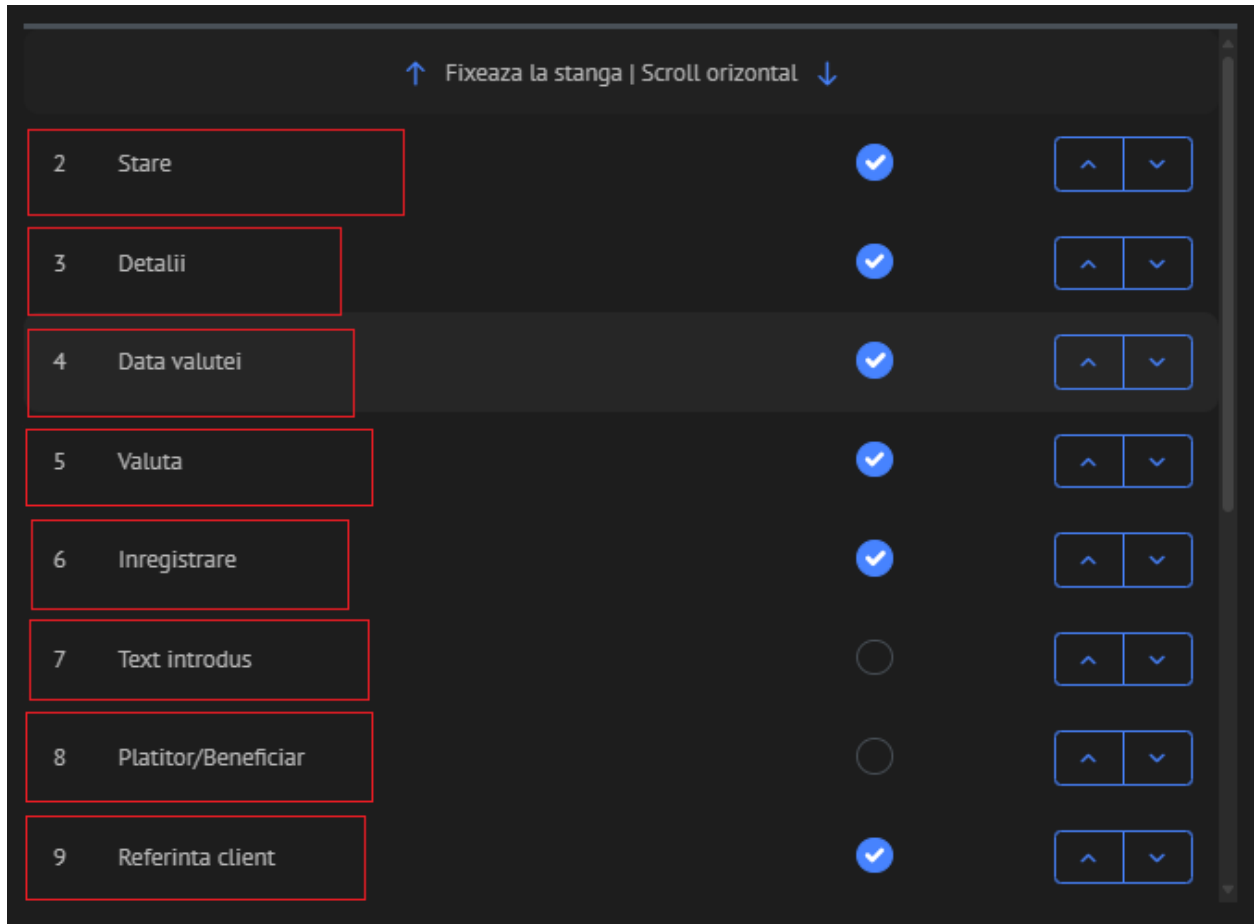 Fixeaza la stanga | Scroll orizontal
2 Stare
3 Detalii
4 Data valutei
5 Valuta
6 Inregistrare
7 Text introdus
8 Platitor/Beneficiar
9 Referinta client